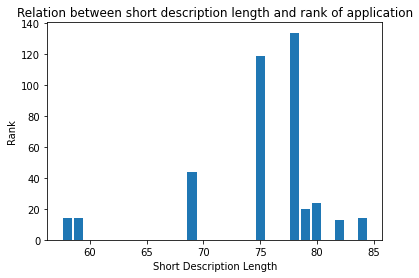 Relation between short description length and rank of application
140
120
100
80
60
40
20
0
Rank
60 65 70 75 80 85
Short Description Length